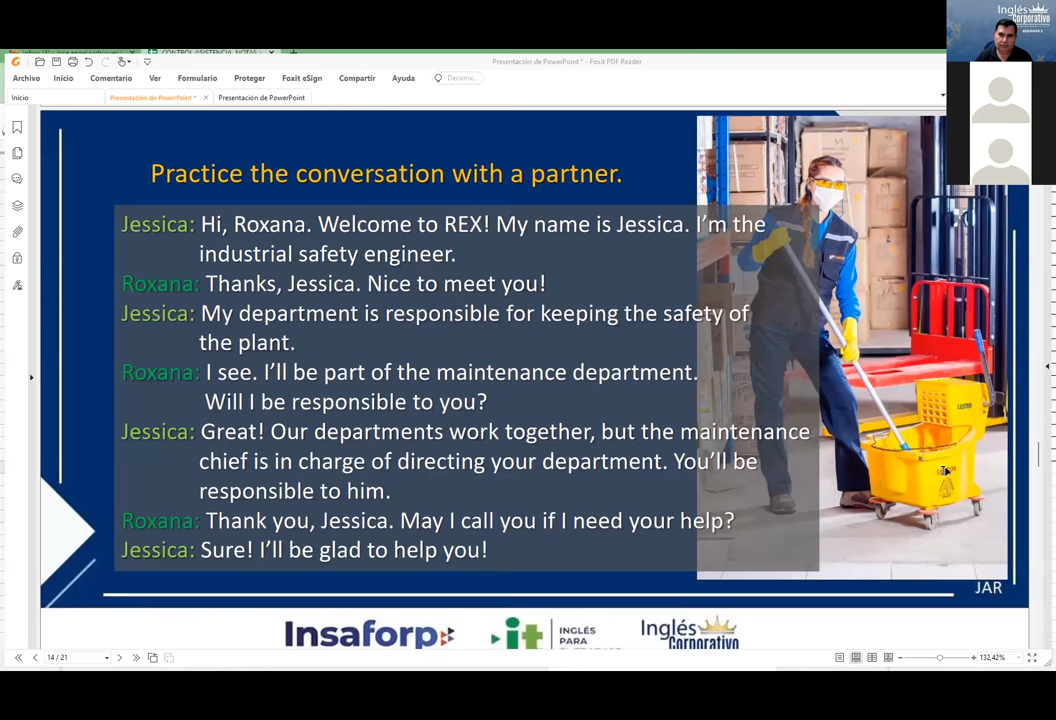 Inglés
Corporativo
Presentación de PowerPoint * - Foxit PDF Reader
Archivo Inicio Comentario Ver Formulario Proteger Foxit eSign Compartir Ayuda Decirme...
Inicio Presentación de PowerPoint * × Presentación de PowerPoint
Practice the conversation with a partner.
Jessica: Hi, Roxana. Welcome to REX! My name is Jessica. I'm the
industrial safety engineer.
Roxana: Thanks, Jessica. Nice to meet you!
Jessica: My department is responsible for keeping the safety of
the plant.
Roxana: I see. I'll be part of the maintenance department.
Will I be responsible to you?
Jessica: Great! Our departments work together, but the maintenance
chief is in charge of directing your department. You'll be
responsible to him.
Roxana: Thank you, Jessica. May I call you if I need your help?
Jessica: Sure! I'll be glad to help you!
JAR
Insaforp
it INGLÉS
PARA
Inglés
Corporativo
14 / 21
132,42%